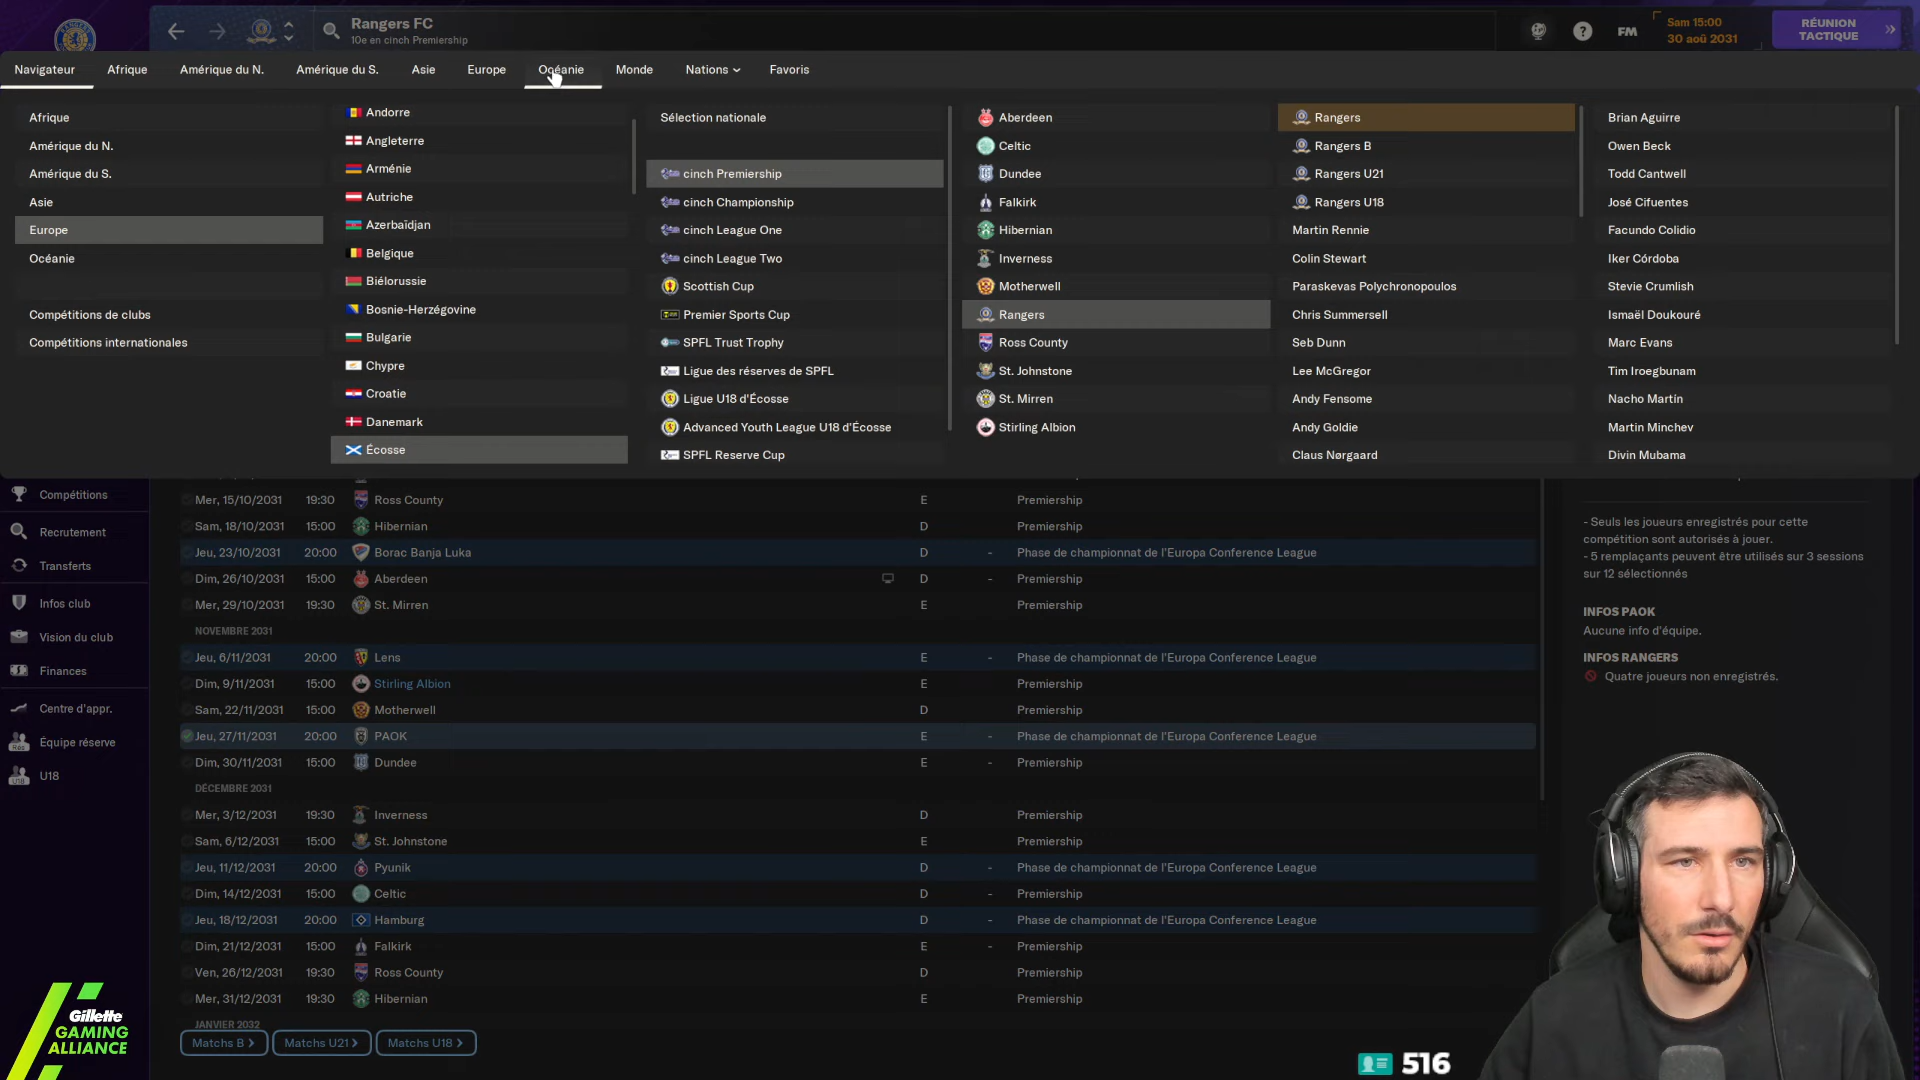 Rangers FC
10e en cinch Premiership
FM
Sam 15:00
30 aoû 2031
RÉUNION
TACTIQUE
Navigateur Afrique Amérique du N. Amérique du S. Asie Europe Océanie Monde Nations Favoris
Afrique
Amérique du N.
Amérique du S.
Asie
Europe
Océanie
Compétitions de clubs
Compétitions internationales
Andorre
Angleterre
Arménie
Autriche
Azerbaïdjan
Belgique
Biélorussie
Bosnie-Herzégovine
Bulgarie
Chypre
Croatie
Danemark
Écosse
Sélection nationale
cinch Premiership
cinch Championship
cinch League One
cinch League Two
Scottish Cup
Premier Sports Cup
SPFL Trust Trophy
Ligue des réserves de SPFL
Ligue U18 d'Écosse
Advanced Youth League U18 d'Écosse
SPFL Reserve Cup
Aberdeen
Celtic
Dundee
Falkirk
Hibernian
Inverness
Motherwell
Rangers
Ross County
St. Johnstone
St. Mirren
Stirling Albion
Rangers
Rangers B
Rangers U21
Rangers U18
Martin Rennie
Colin Stewart
Paraskevas Polychronopoulos
Chris Summersell
Seb Dunn
Lee McGregor
Andy Fensome
Andy Goldie
Claus Nørgaard
Brian Aguirre
Owen Beck
Todd Cantwell
José Cifuentes
Facundo Colidio
Iker Córdoba
Stevie Crumlish
Ismaël Doukouré
Marc Evans
Tim Iroegbunam
Nacho Martín
Martin Minchev
Divin Mubama
Compétitions
Recrutement
Transferts
Infos club
Vision du club
Finances
Centre d'appr.
Équipe réserve
U18
Mer, 15/10/2031 19:30 Ross County E Premiership
Sam, 18/10/2031 15:00 Hibernian D Premiership
Jeu, 23/10/2031 20:00 Borac Banja Luka D - Phase de championnat de l'Europa Conference League
Dim, 26/10/2031 15:00 Aberdeen D - Premiership
Mer, 29/10/2031 19:30 St. Mirren E Premiership
NOVEMBRE 2031
Jeu, 6/11/2031 20:00 Lens E - Phase de championnat de l'Europa Conference League
Dim, 9/11/2031 15:00 Stirling Albion E Premiership
Sam, 22/11/2031 15:00 Motherwell D Premiership
Jeu, 27/11/2031 20:00 PAOK E - Phase de championnat de l'Europa Conference League
Dim, 30/11/2031 15:00 Dundee E - Premiership
DÉCEMBRE 2031
Mer, 3/12/2031 19:30 Inverness D Premiership
Sam, 6/12/2031 15:00 St. Johnstone E Premiership
Jeu, 11/12/2031 20:00 Pyunik D - Phase de championnat de l'Europa Conference League
Dim, 14/12/2031 15:00 Celtic D - Premiership
Jeu, 18/12/2031 20:00 Hamburg D - Phase de championnat de l'Europa Conference League
Dim, 21/12/2031 15:00 Falkirk E - Premiership
Ven, 26/12/2031 19:30 Ross County D Premiership
Mer, 31/12/2031 19:30 Hibernian E Premiership
JANVIER 2032
Matchs B Matchs U21 Matchs U18
- Seuls les joueurs enregistrés pour cette
compétition sont autorisés à jouer.
- 5 remplaçants peuvent être utilisés sur 3 sessions
sur 12 sélectionnés
INFOS PAOK
Aucune info d'équipe.
INFOS RANGERS
Quatre joueurs non enregistrés.
Gillette
GAMING
ALLIANCE
516